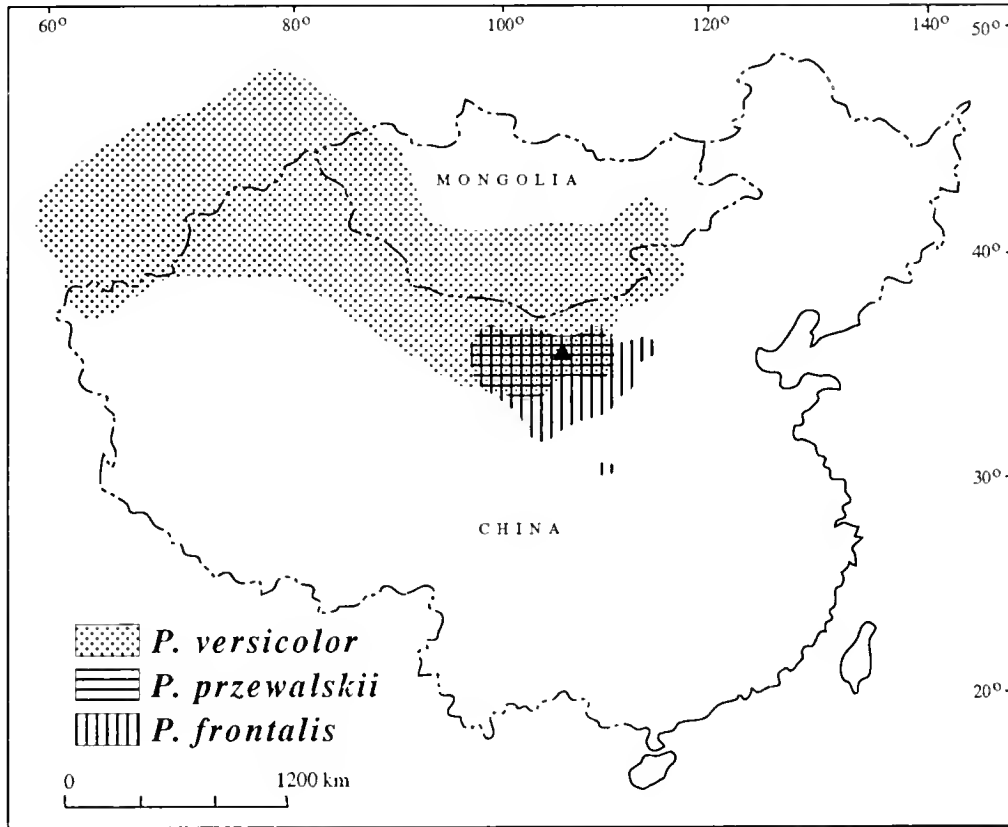 60° 80° 100° 120° 140° 50°
MONGOLIA
40°
30°
CHINA
P. versicolor
P. przewalskii
20°
P. frontalis
0 1200 km